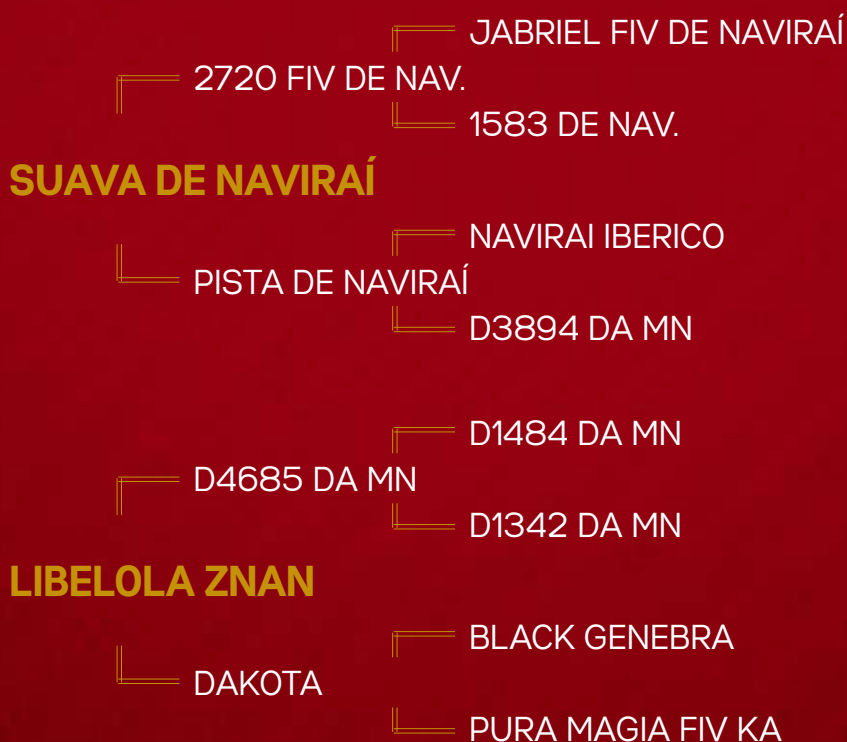 JABRIEL FIV DE NAVIRAÍ
2720 FIV DE NAV.
1583 DE NAV.
SUAVA DE NAVIRAÍ
NAVIRAI IBERICO
PISTA DE NAVIRAÍ
D3894 DA MN
D1484 DA MN
D4685 DA MN
D1342 DA MN
LIBELOLA ZNAN
BLACK GENEBRA
DAKOTA
PURA MAGIA FIV KA